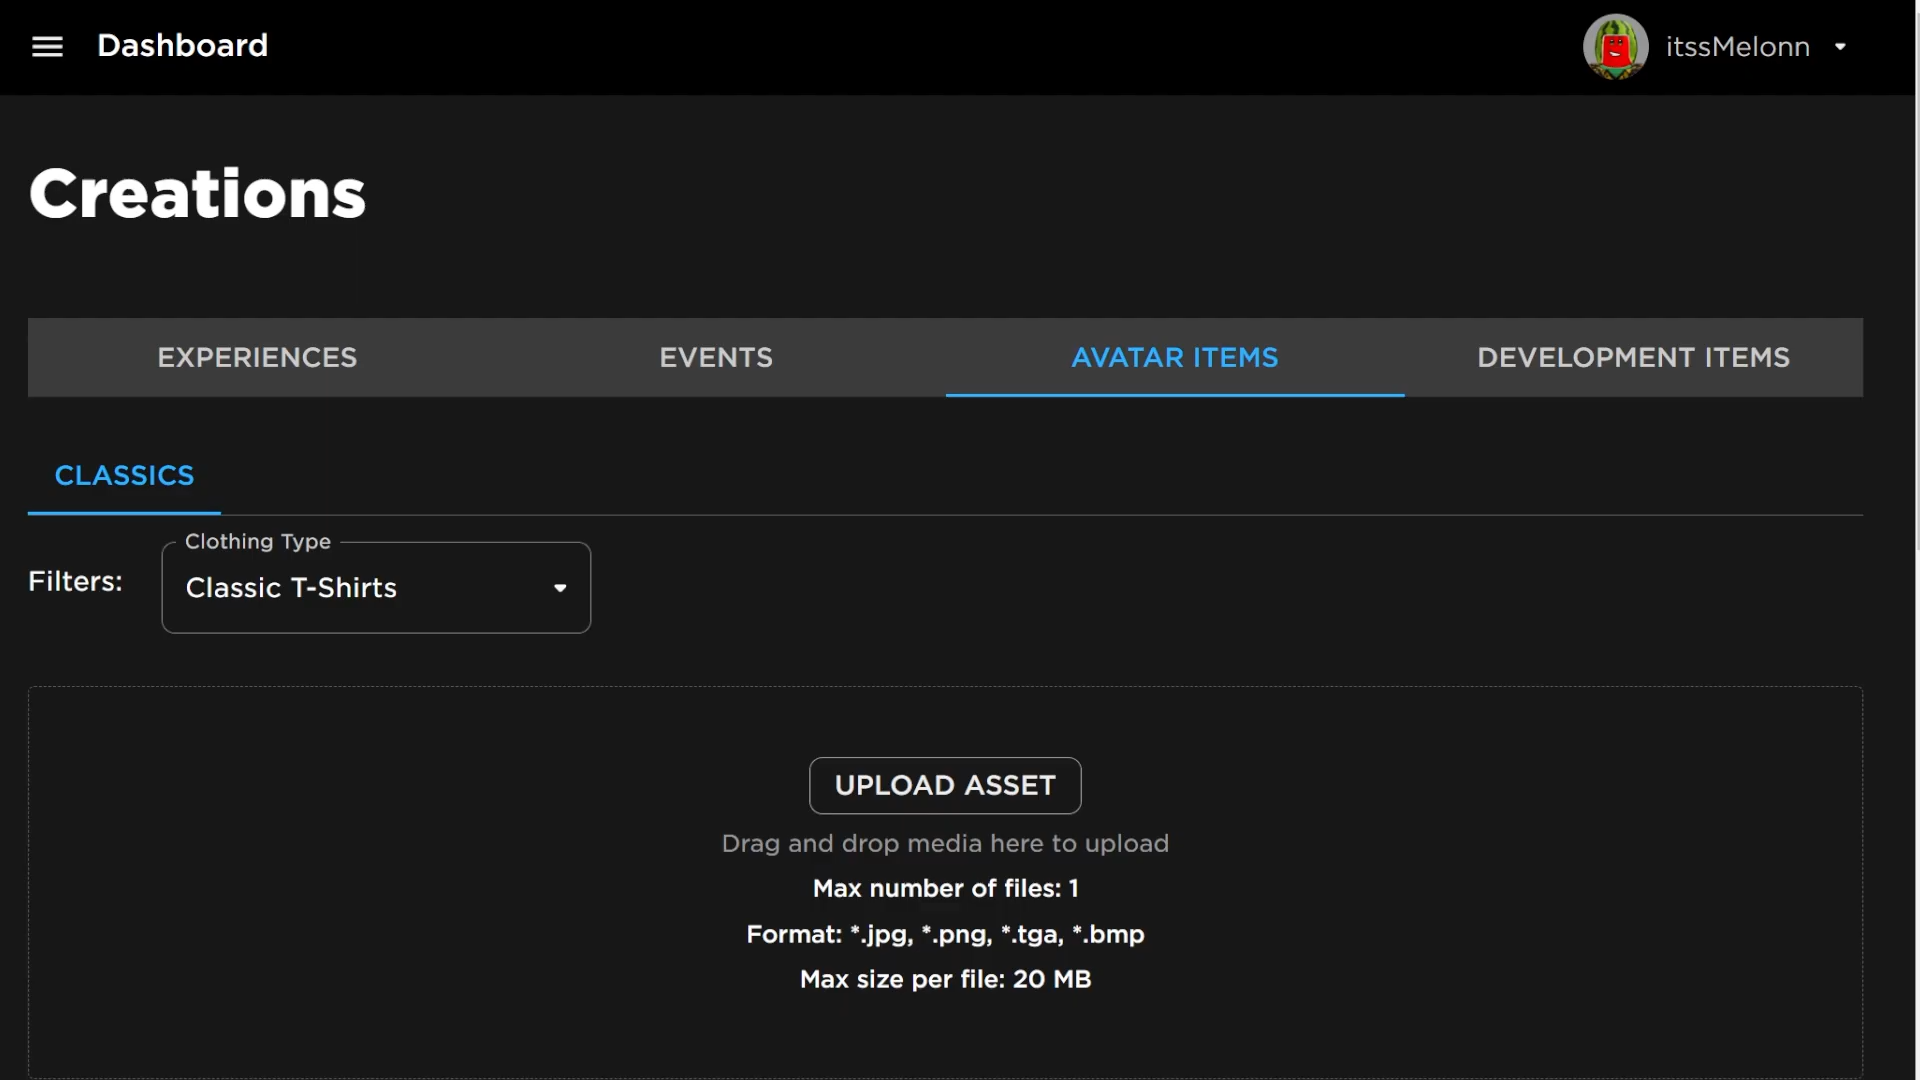 Dashboard
itssMelonn
Creations
EXPERIENCES
EVENTS
AVATAR ITEMS
DEVELOPMENT ITEMS
CLASSICS
Clothing Type
Filters:
Classic T-Shirts
UPLOAD ASSET
Drag and drop media here to upload
Max number of files: 1
Format: *.jpg, *.png, *.tga, *.bmp
Max size per file: 20 MB